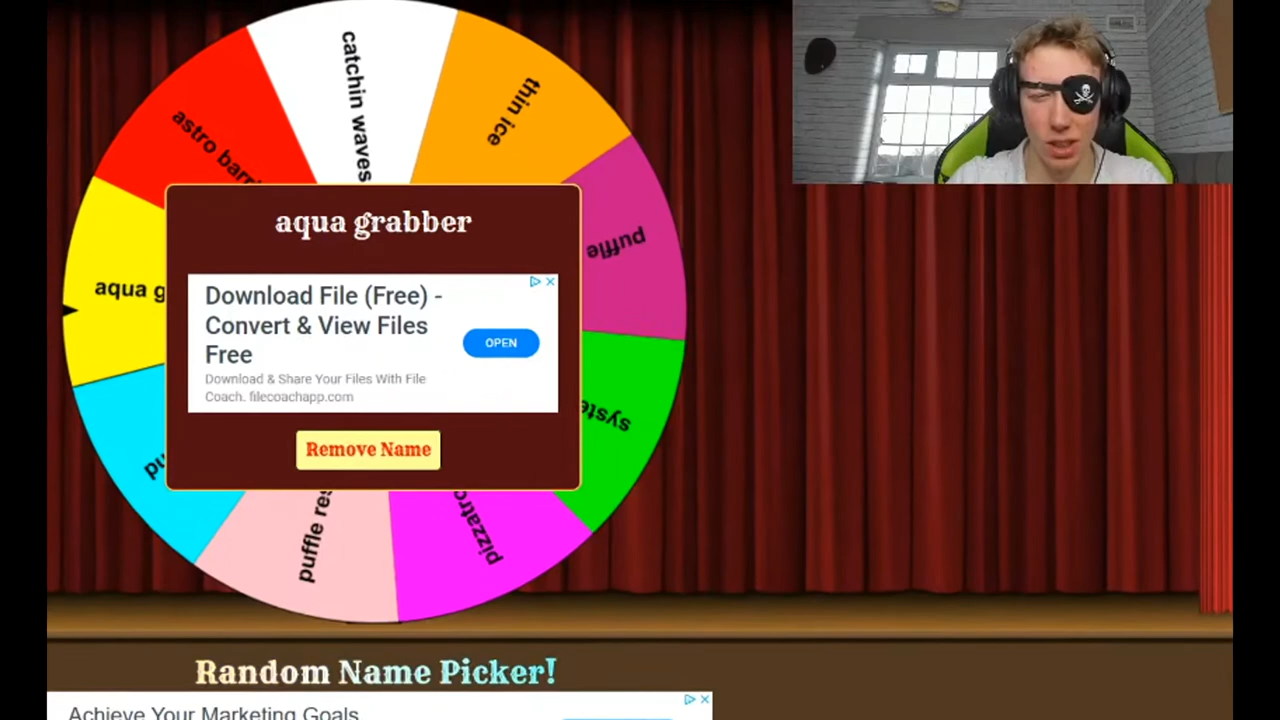 catchin waves
thin ice
astro barri
puffle
aqua grabber
aqua g
Download File (Free) -
Convert & View Files
Free
OPEN
Download & Share Your Files With File
Coach. filecoachapp.com
syste
Remove Name
pu
puffle res
pizzatro
Random Name Picker!
Achieve Your Marketing Goals